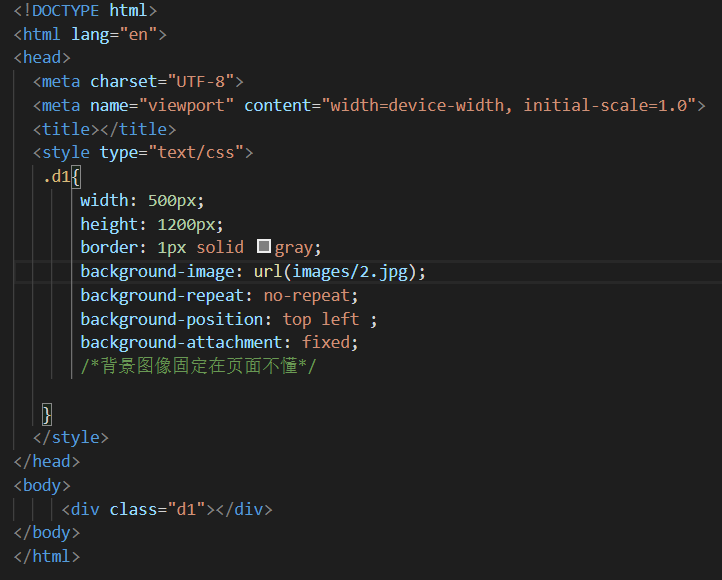 <!DOCTYPE html>
<html lang="en">
<head>
<meta charset="UTF-8">
<meta name="viewport" content="width=device-width, initial-scale=1.0">
<title></title>
<style type="text/css">
.d1{
width: 500px;
height: 1200px;
border: 1px solid gray;
background-image: url(images/2.jpg);
background-repeat: no-repeat;
background-position: top left ;
background-attachment: fixed;
/*背景图像固定在页面不懂*/
}
</style>
</head>
<body>
<div class="d1"></div>
</body>
</html>